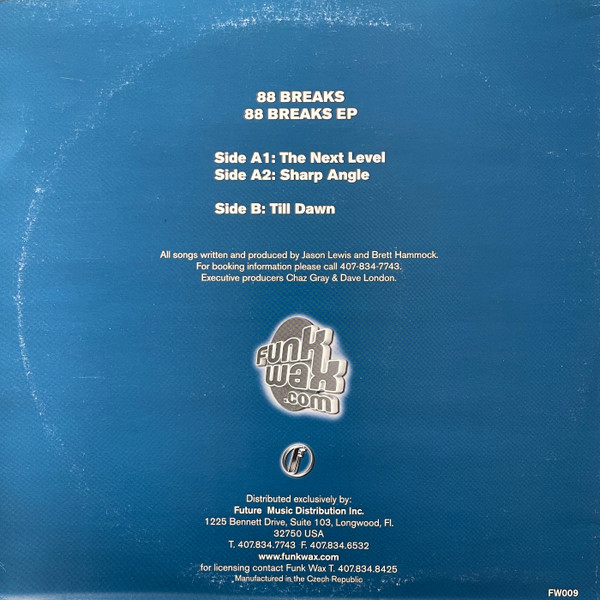 88 BREAKS
88 BREAKS EP
Side A1: The Next Level
Side A2: Sharp Angle
Side B: Till Dawn
All songs written and produced by Jason Lewis and Brett Hammock.
For booking information please call 407-834-7743.
Executive producers Chaz Gray & Dave London.
Funk
wax
.com
f
Distributed exclusively by:
Future Music Distribution Inc.
1225 Bennett Drive, Suite 103, Longwood, Fl.
32750 USA
T. 407.834.7743 F. 407.834.6532
www.funkwax.com
for licensing contact Funk Wax T. 407.834.8425
Manufactured in the Czech Republic
FW009